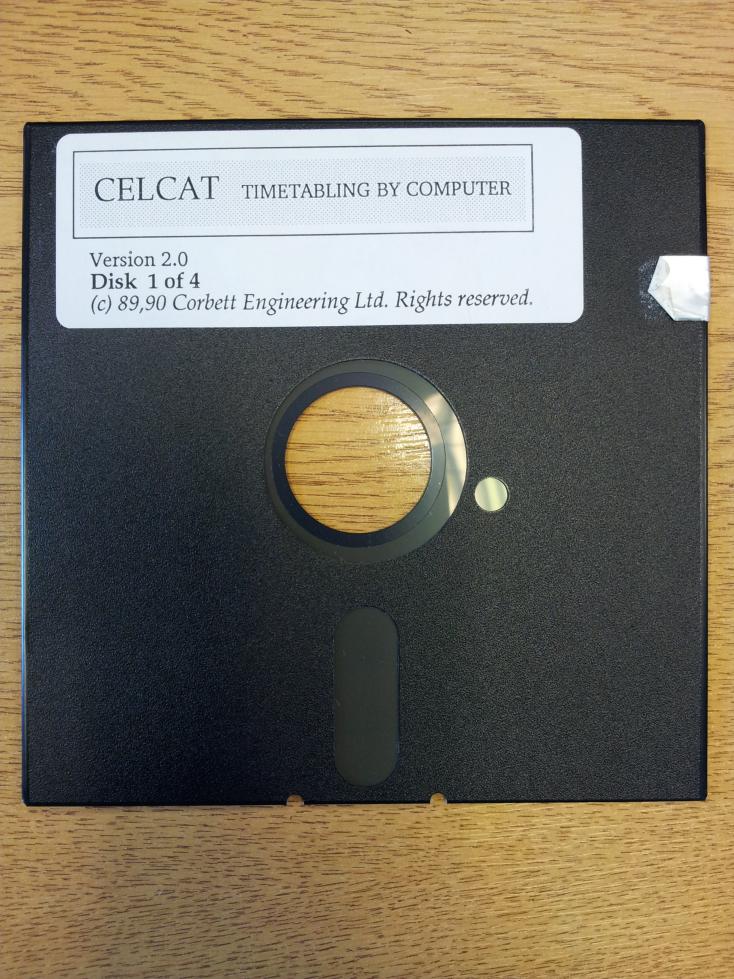 CELCAT TIMETABLING BY COMPUTER
Version 2.0
Disk 1 of 4
(c) 89,90 Corbett Engineering Ltd. Rights reserved.